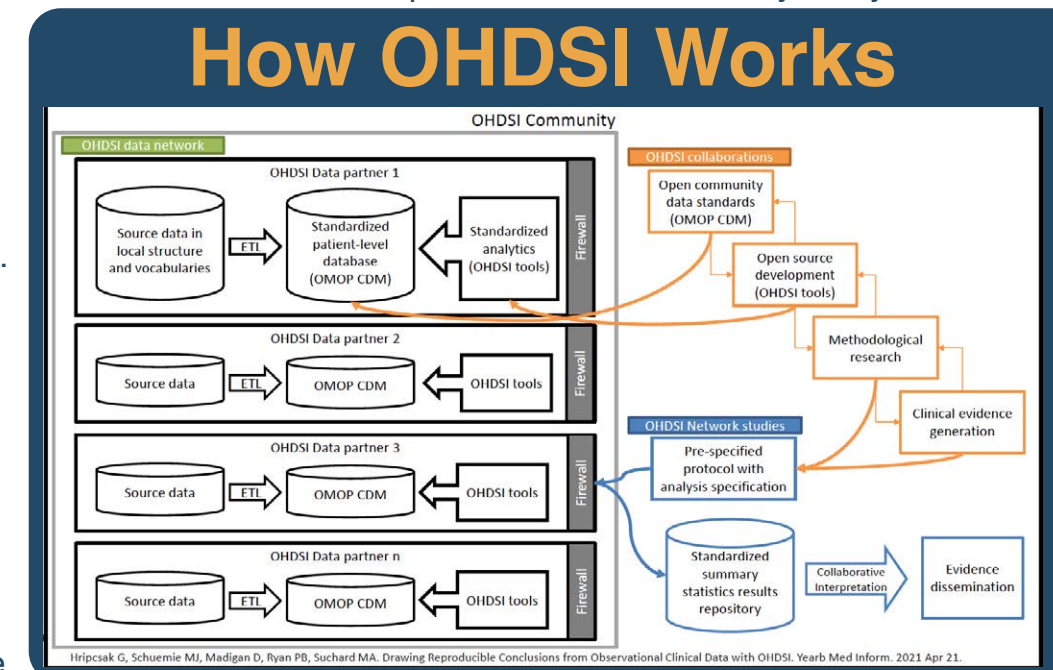 How OHDSI Works
OHDSI Community
OHDSI data network
OHDSI Data partner 1
Source data in
local structure
and vocabularies
ETL
Standardized
patient-level
database
(OMOP CDM)
Standardized
analytics
(OHDSI tools)
Firewall
OHDSI Data partner 2
Source data
ETL
OMOP CDM
OHDSI tools
Firewall
OHDSI Data partner 3
Source data
ETL
OMOP CDM
OHDSI tools
Firewall
OHDSI Data partner n
Source data
ETL
OMOP CDM
OHDSI tools
Firewall
OHDSI collaborations
Open community
data standards
(OMOP CDM)
Open source
development
(OHDSI tools)
Methodological
research
Clinical evidence
generation
OHDSI Network studies
Pre-specified
protocol with
analysis specification
Standardized
summary
statistics results
repository
Collaborative
Interpretation
Evidence
dissemination
Hripcsak G, Schuemie MJ, Madigan D, Ryan PB, Suchard MA. Drawing Reproducible Conclusions from Observational Clinical Data with OHDSI. Yearb Med Inform. 2021 Apr 21.